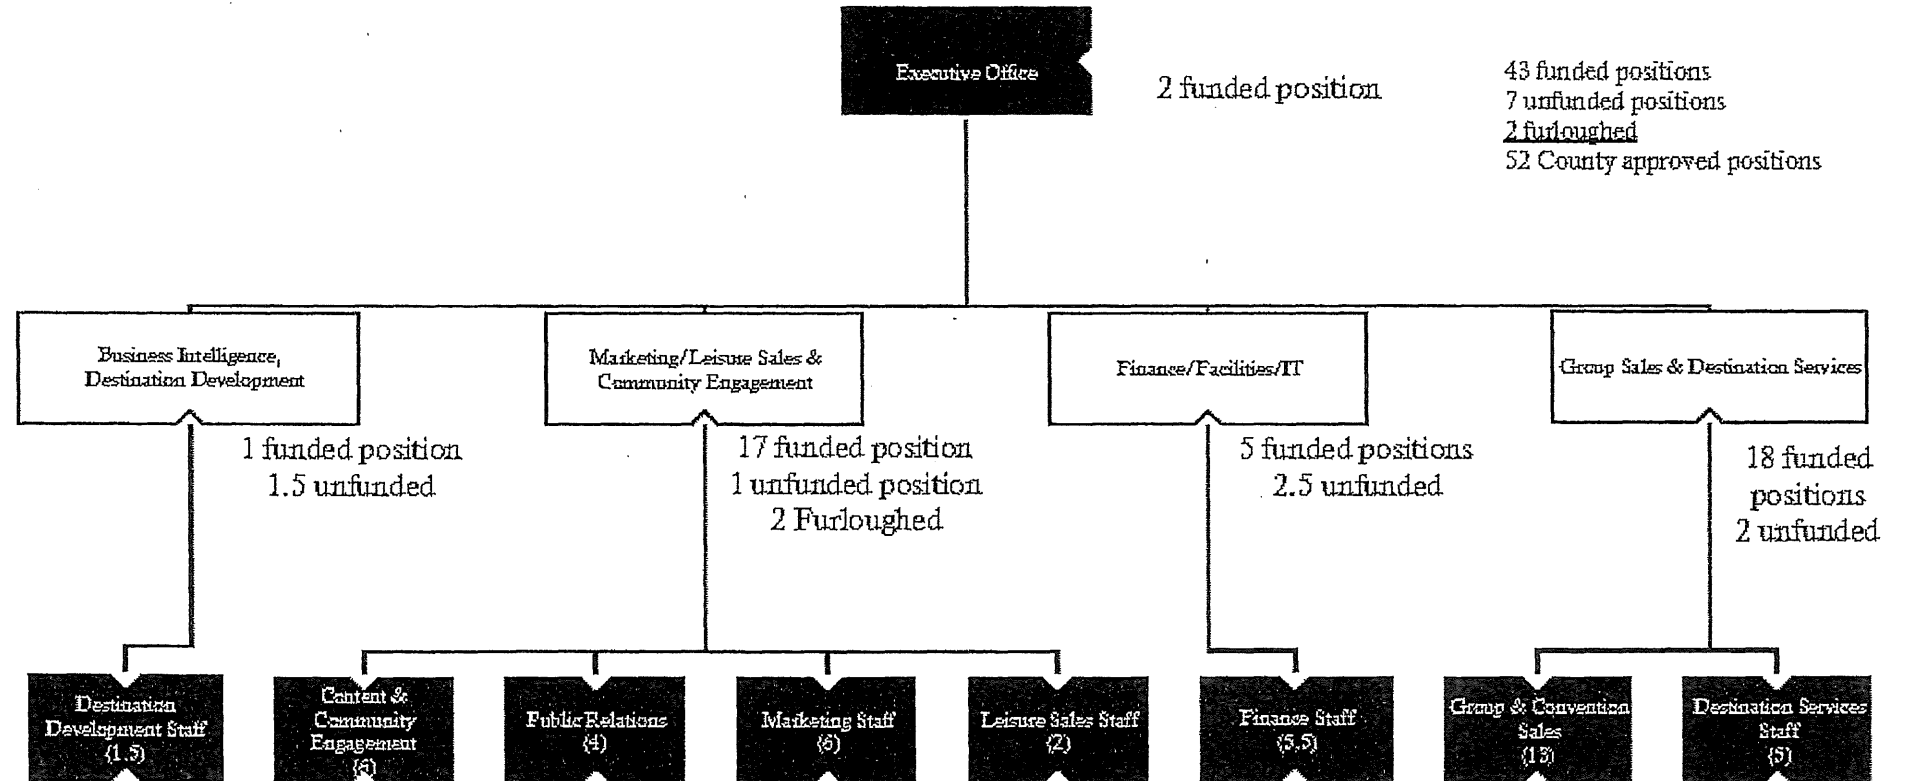 Executive Office
2 funded position
43 funded positions
7 unfunded positions
2 furloughed
52 County approved positions
Business Intelligence,
Destination Development
Marketing/Leisure Sales &
Community Engagement
Finance/Facilities/IT
Group Sales & Destination Services
1 funded position
1.5 unfunded
17 funded position
1 unfunded position
2 Furloughed
5 funded positions
2.5 unfunded
18 funded
positions
2 unfunded
Destination
Development Staff
(1.5)
Content &
Community
Engagement
Public Relations
(4)
Marketing Staff
(6)
Leisure Sales Staff
(2)
Finance Staff
(5.5)
Group & Convention
Sales
(13)
Destination Services
Staff
(5)